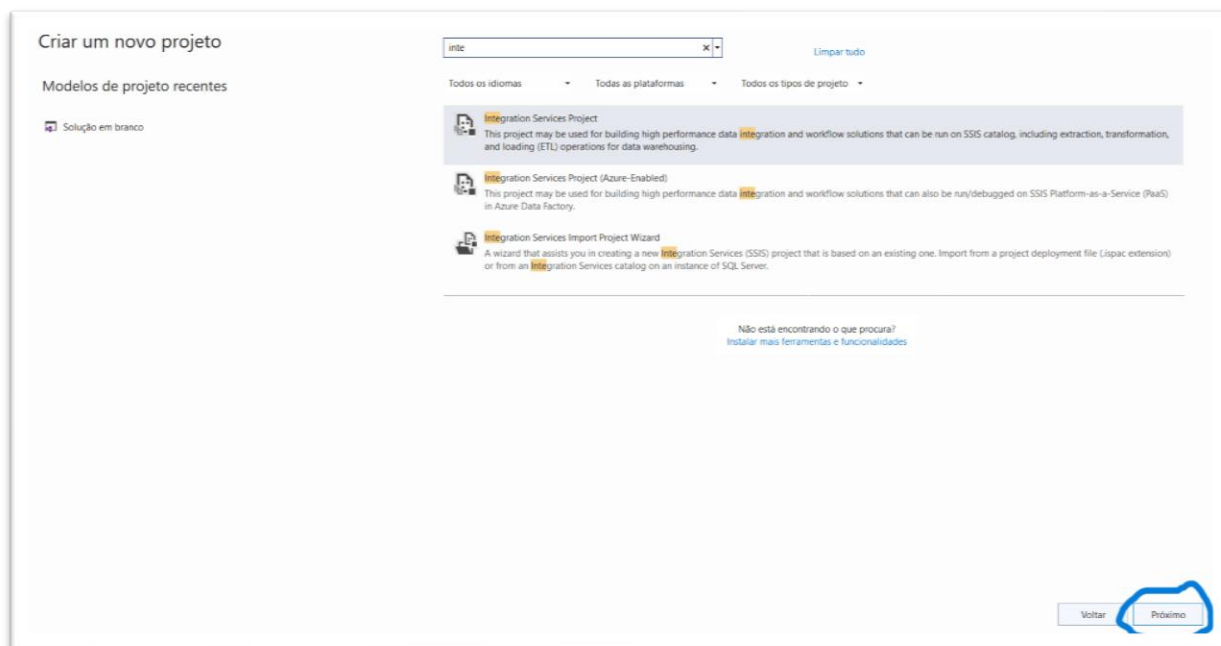 Criar um novo projeto
inte
Limpar tudo
Modelos de projeto recentes
Todos os idiomas
Todas as plataformas
Todos os tipos de projeto
Solução em branco
Integration Services Project
This project may be used for building high performance data integration and workflow solutions that can be run on SSIS catalog, including extraction, transformation,
and loading (ETL) operations for data warehousing.
Integration Services Project (Azure-Enabled)
This project may be used for building high performance data integration and workflow solutions that can also be run/debugged on SSIS Platform-as-a-Service (PaaS)
in Azure Data Factory.
Integration Services Import Project Wizard
A wizard that assists you in creating a new Integration Services (SSIS) project that is based on an existing one. Import from a project deployment file (.ispac extension)
or from an Integration Services catalog on an instance of SQL Server.
Não está encontrando o que procura?
Instalar mais ferramentas e funcionalidades
Voltar
Próximo